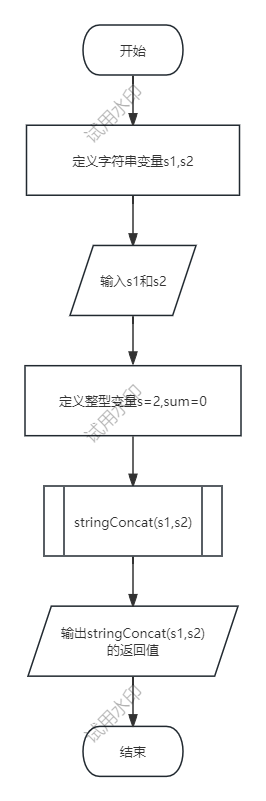 开始
试用水印
定义字符串变量s1,s2
输入s1和s2
定义整型变量s=2,sum=0
试用水印
stringConcat(s1,s2)
输出stringConcat(s1,s2)
的返回值
试用水印
结束